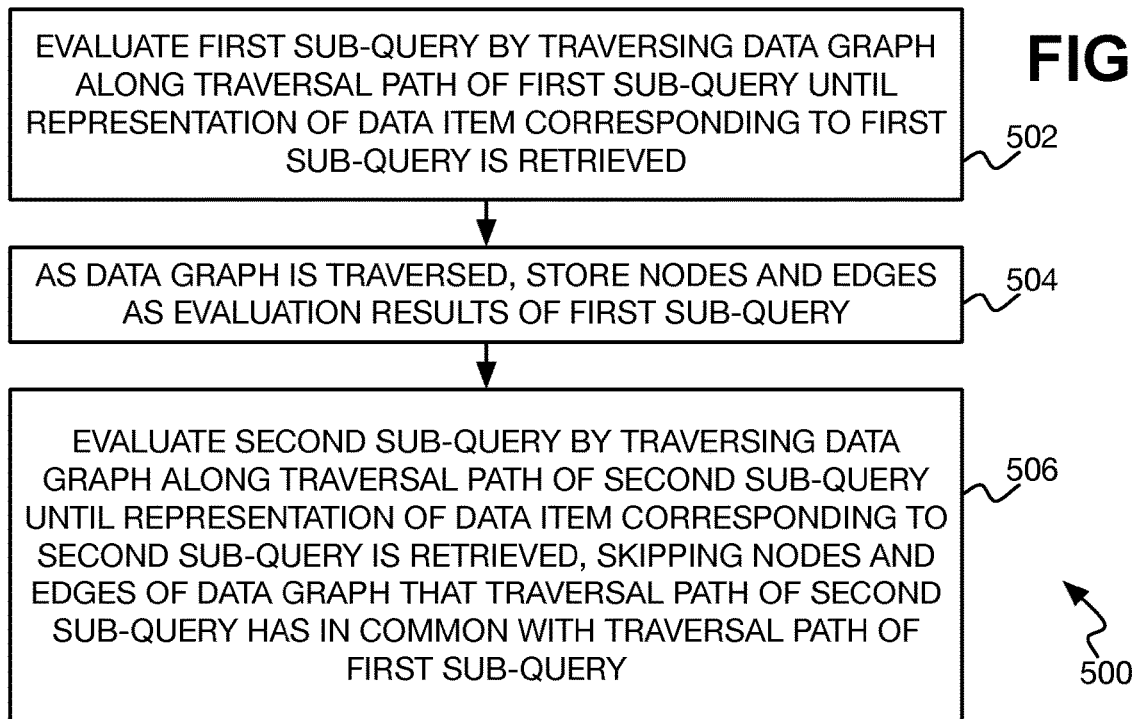 EVALUATE FIRST SUB-QUERY BY TRAVERSING DATA GRAPH
ALONG TRAVERSAL PATH OF FIRST SUB-QUERY UNTIL
REPRESENTATION OF DATA ITEM CORRESPONDING TO FIRST
SUB-QUERY IS RETRIEVED
FIG
502
AS DATA GRAPH IS TRAVERSED, STORE NODES AND EDGES
AS EVALUATION RESULTS OF FIRST SUB-QUERY
504
EVALUATE SECOND SUB-QUERY BY TRAVERSING DATA
GRAPH ALONG TRAVERSAL PATH OF SECOND SUB-QUERY
UNTIL REPRESENTATION OF DATA ITEM CORRESPONDING TO
SECOND SUB-QUERY IS RETRIEVED, SKIPPING NODES AND
EDGES OF DATA GRAPH THAT TRAVERSAL PATH OF SECOND
SUB-QUERY HAS IN COMMON WITH TRAVERSAL PATH OF
FIRST SUB-QUERY
506
500